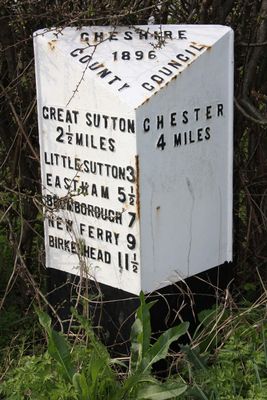 CHESHIRE
1896
COUNTY COUNCIL
GREAT SUTTON
2½ MILES
LITTLE SUTTON 3
EASTHAM 5½
BROMBOROUGH 7
NEW FERRY 9
BIRKENHEAD 11½
CHESTER
4 MILES